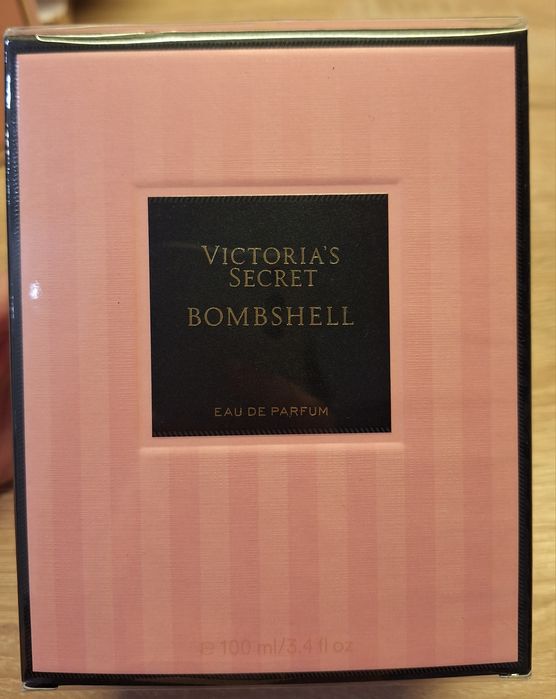 VICTORIA'S
SECRET
BOMBSHELL
EAU DE PARFUM
℮ 100 ml/3.4 fl oz